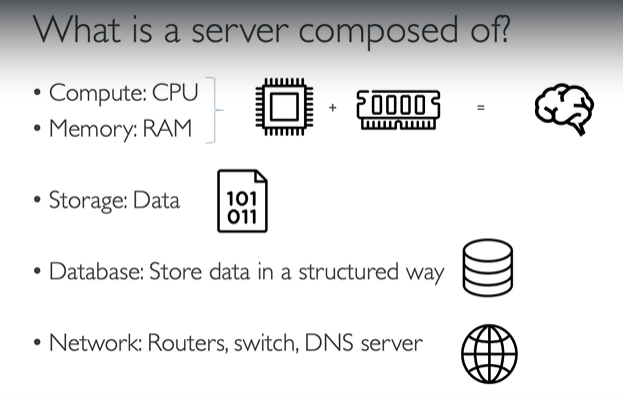 What is a server composed of?
• Compute: CPU
• Memory: RAM
+ =
• Storage: Data
101
011
• Database: Store data in a structured way
• Network: Routers, switch, DNS server